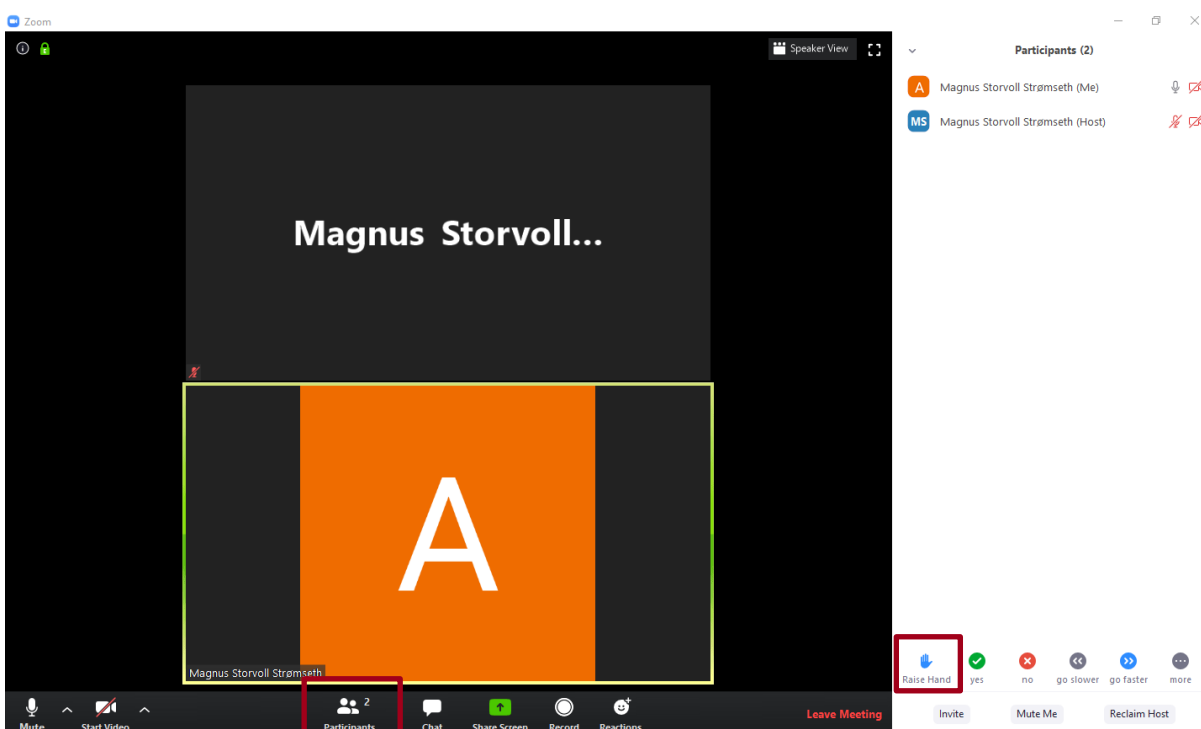 Zoom
Speaker View
Participants (2)
A Magnus Storvoll Strømseth (Me)
MS Magnus Storvoll Strømseth (Host)
Magnus Storvoll...
A
Magnus Storvoll Strømseth
Raise Hand yes no go slower go faster more
Mute Start Video Participants 2 Chat Share Screen Record Reactions Leave Meeting
Invite Mute Me Reclaim Host